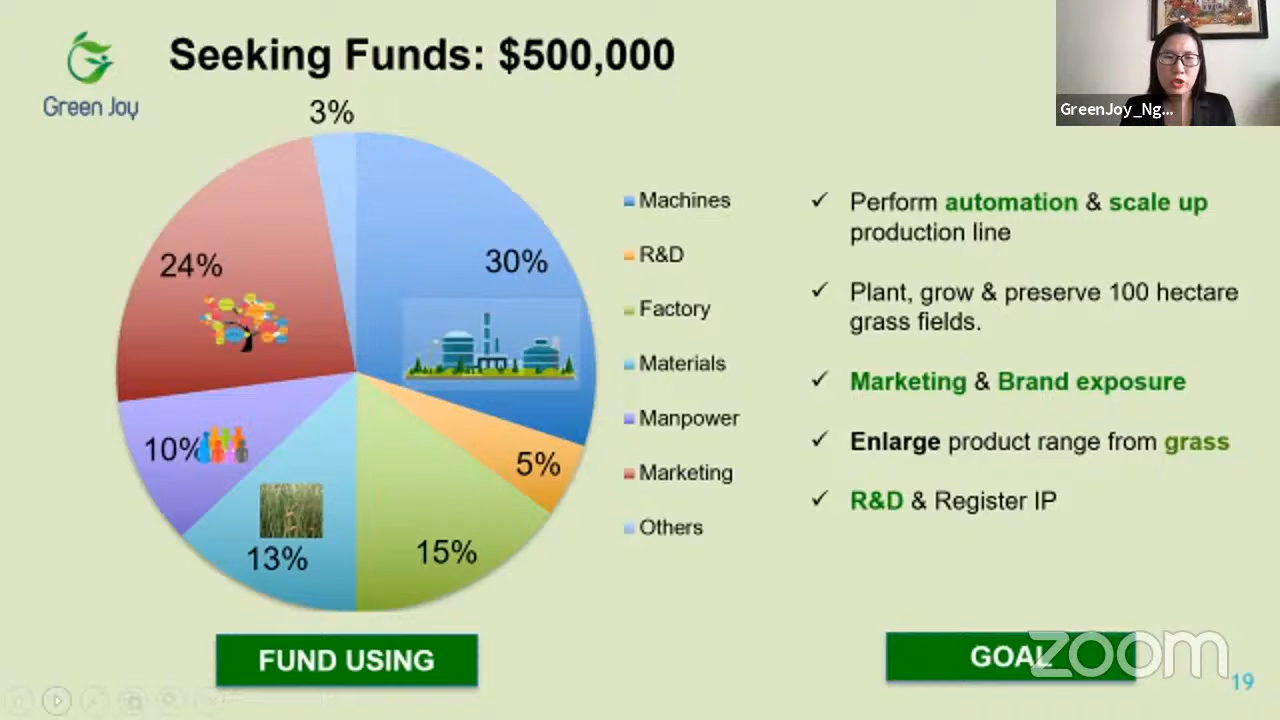 Seeking Funds: $500,000
Green Joy
GreenJoy_Ng...
3%
24%
30%
10%
5%
13%
15%
Machines
R&D
Factory
Materials
Manpower
Marketing
Others
Perform automation & scale up
production line
Plant, grow & preserve 100 hectare
grass fields.
Marketing & Brand exposure
Enlarge product range from grass
R&D & Register IP
FUND USING
GOAL
zoom
19